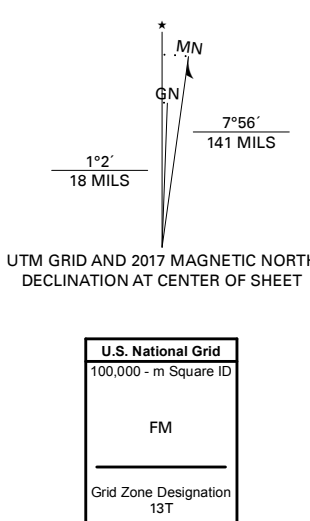 ★
MN
GN
7°56´
141 MILS
1°2´
18 MILS
UTM GRID AND 2017 MAGNETIC NORTH
DECLINATION AT CENTER OF SHEET
U.S. National Grid
100,000 - m Square ID
FM
Grid Zone Designation
13T